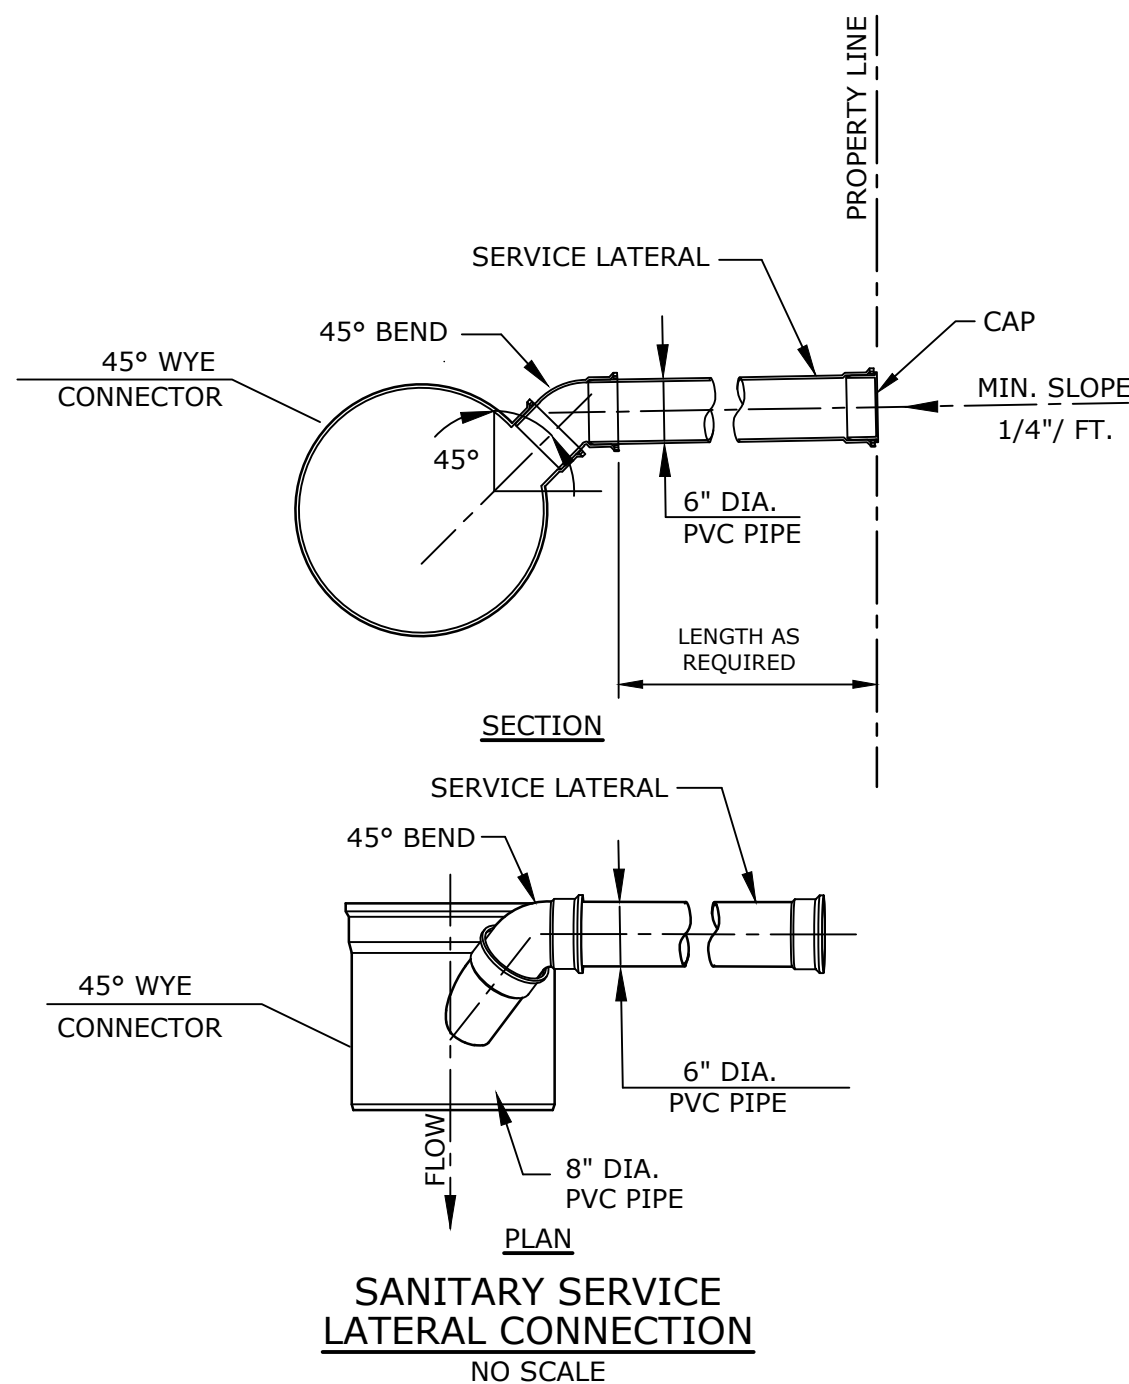 PROPERTY LINE
SERVICE LATERAL
45° BEND
CAP
45° WYE
CONNECTOR
MIN. SLOPE
1/4"/ FT.
45°
6" DIA.
PVC PIPE
LENGTH AS
REQUIRED
SECTION
SERVICE LATERAL
45° BEND
45° WYE
CONNECTOR
6" DIA.
PVC PIPE
FLOW
8" DIA.
PVC PIPE
PLAN
SANITARY SERVICE
LATERAL CONNECTION
NO SCALE